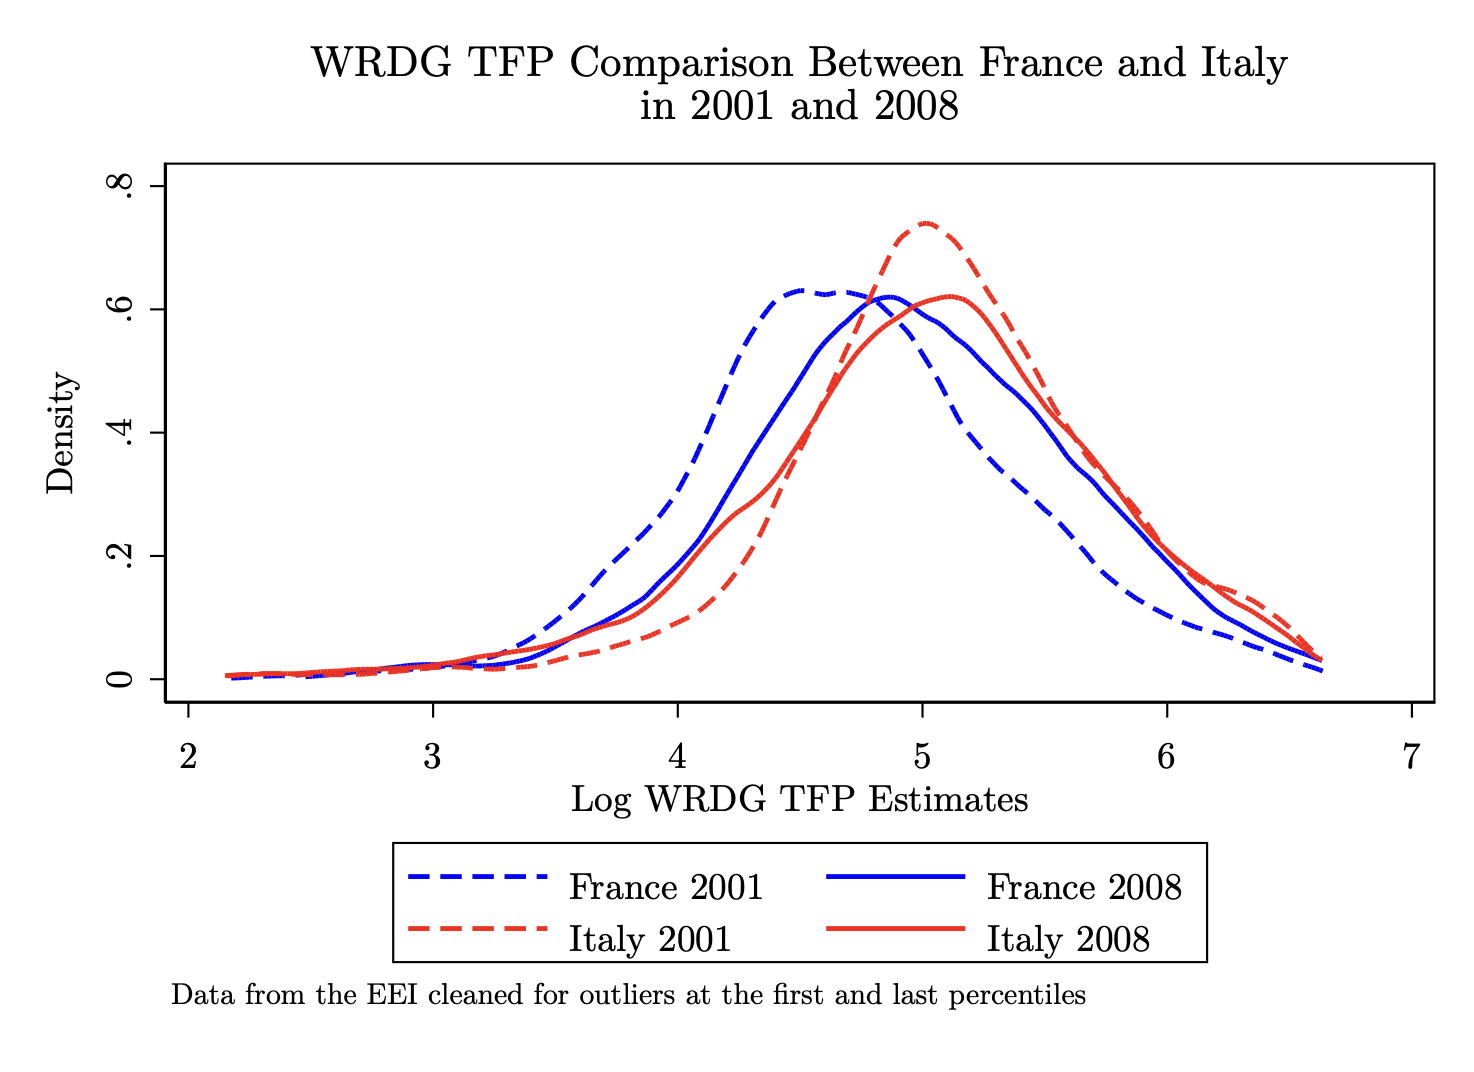 WRDG TFP Comparison Between France and Italy
in 2001 and 2008
Density
.8
.6
.4
.2
0
2 3 4 5 6 7
Log WRDG TFP Estimates
France 2001 France 2008
Italy 2001 Italy 2008
Data from the EEI cleaned for outliers at the first and last percentiles